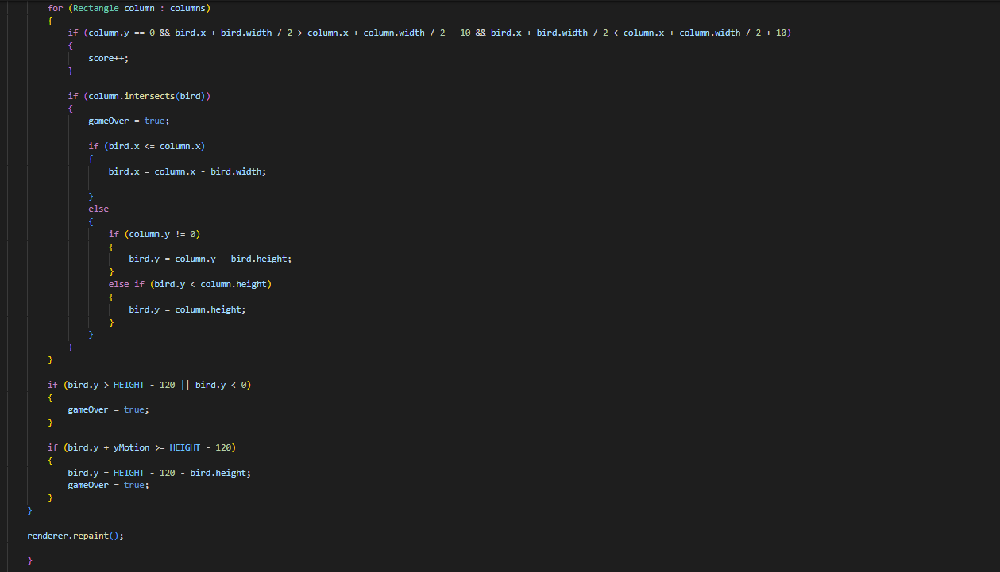 for (Rectangle column : columns)
{
if (column.y == 0 && bird.x + bird.width / 2 > column.x + column.width / 2 - 10 && bird.x + bird.width / 2 < column.x + column.width / 2 + 10)
{
score++;
}
if (column.intersects(bird))
{
gameOver = true;
if (bird.x <= column.x)
{
bird.x = column.x - bird.width;
}
else
{
if (column.y != 0)
{
bird.y = column.y - bird.height;
}
else if (bird.y < column.height)
{
bird.y = column.height;
}
}
}
}
if (bird.y > HEIGHT - 120 || bird.y < 0)
{
gameOver = true;
}
if (bird.y + yMotion >= HEIGHT - 120)
{
bird.y = HEIGHT - 120 - bird.height;
gameOver = true;
}
}
renderer.repaint();
}